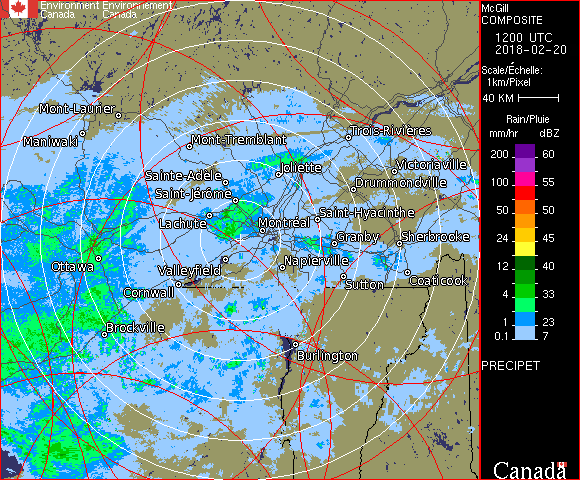 Environment Environnement
Canada Canada
McGill
COMPOSITE
1200 UTC
2018-02-20
Scale/Échelle:
1km/Pixel
40 KM
Rain/Pluie
mm/hr dBZ
200 60
100 55
50 50
24 45
12 40
4 33
1 23
0.1 7
PRECIPET
Canada
Mont-Laurier
Maniwaki
Mont-Tremblant
Trois-Rivières
Joliette
Victoriaville
Sainte-Adèle
Drummondville
Saint-Jérôme
Saint-Hyacinthe
Lachute
Montréal
Granby
Sherbrooke
Ottawa
Valleyfield
Napierville
Cornwall
Sutton
Coaticook
Brockville
Burlington